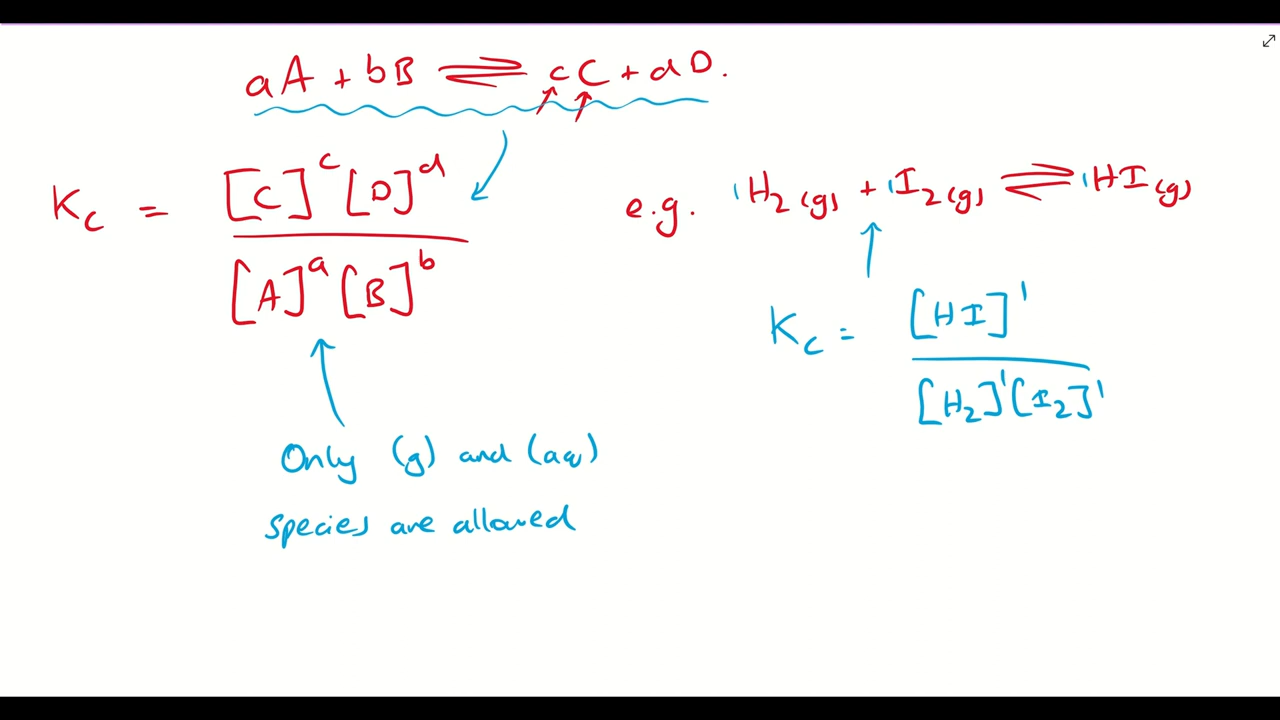 aA + bB ⇌ cC + dD.
Kc = [C]^c [D]^d / [A]^a [B]^b
Only (g) and (aq)
species are allowed
e.g. 1H₂(g) + 1I₂(g) ⇌ 1HI(g)
Kc = [HI]^1 / [H₂]^1 [I₂]^1